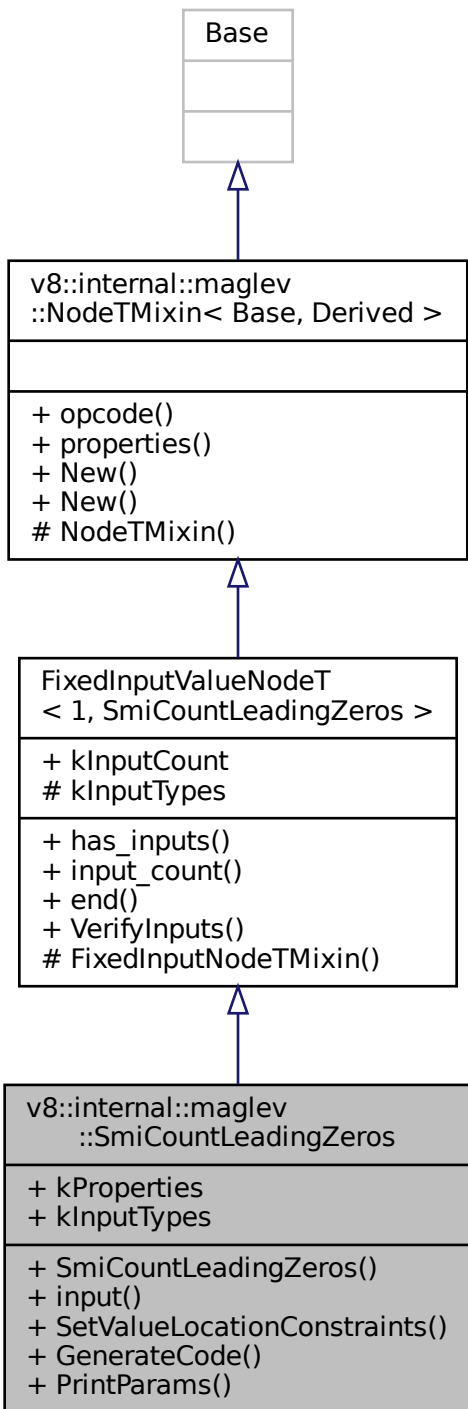 Base
v8::internal::maglev
::NodeTMixin< Base, Derived >
+ opcode()
+ properties()
+ New()
+ New()
# NodeTMixin()
FixedInputValueNodeT
< 1, SmiCountLeadingZeros >
+ kInputCount
# kInputTypes
+ has_inputs()
+ input_count()
+ end()
+ VerifyInputs()
# FixedInputNodeTMixin()
v8::internal::maglev
::SmiCountLeadingZeros
+ kProperties
+ kInputTypes
+ SmiCountLeadingZeros()
+ input()
+ SetValueLocationConstraints()
+ GenerateCode()
+ PrintParams()